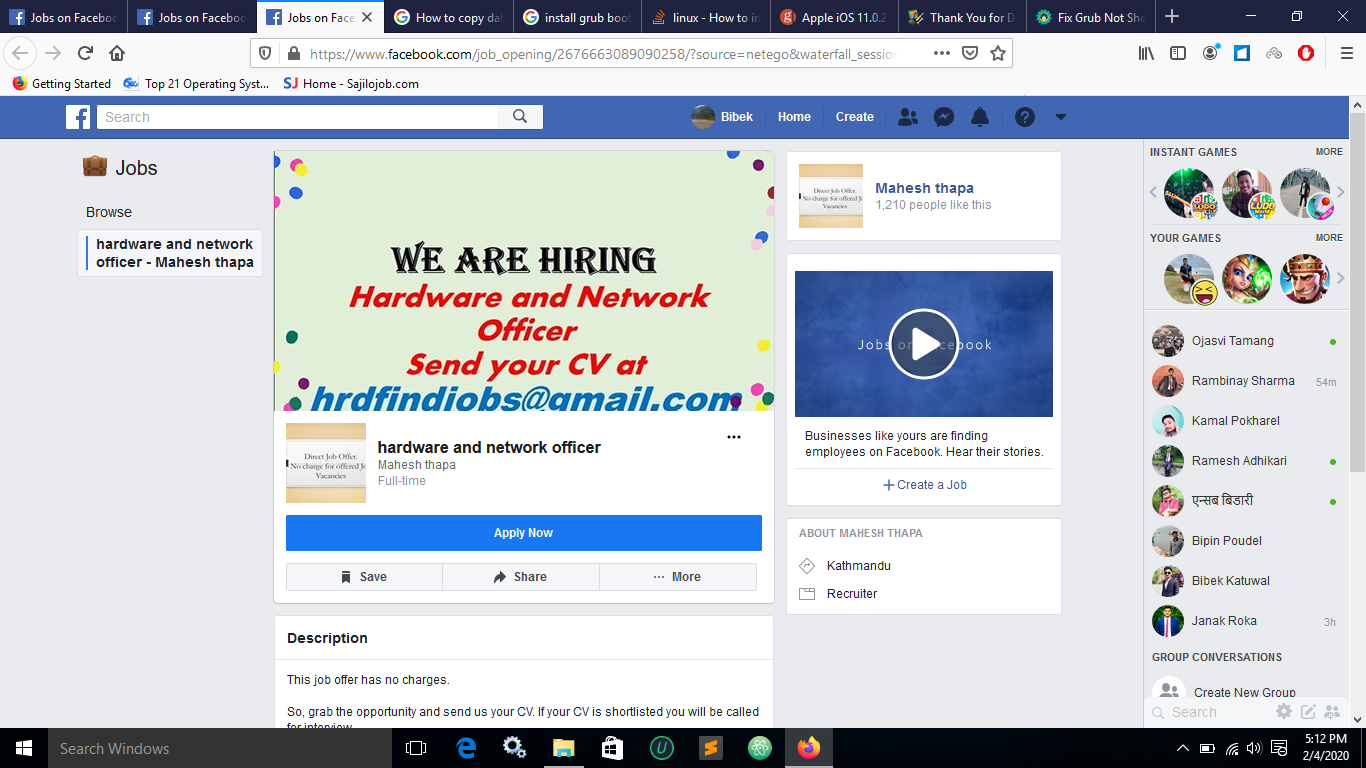 Jobs on Faceboo
Jobs on Faceboo
Jobs on Face
How to copy dat
install grub boot
linux - How to in
Apple iOS 11.0.2
Thank You for D
Fix Grub Not Sho
https://www.facebook.com/job_opening/2676663089090258/?source=netego&waterfall_session
Getting Started
Top 21 Operating Syst...
SJ Home - Sajilojob.com
Search
Bibek
Home
Create
Jobs
Browse
hardware and network
officer - Mahesh thapa
WE ARE HIRING
Hardware and Network
Officer
Send your CV at
hrdfindjobs@gmail.com
Direct Job Offer.
No charge for offered Jo
Vacancies
hardware and network officer
Mahesh thapa
Full-time
Apply Now
Save
Share
More
Description
This job offer has no charges.
So, grab the opportunity and send us your CV. If your CV is shortlisted you will be called
for interview
Direct Job Offer.
No charge for offered Jo
Vacancies
Mahesh thapa
1,210 people like this
Jobs on Facebook
Businesses like yours are finding
employees on Facebook. Hear their stories.
Create a Job
ABOUT MAHESH THAPA
Kathmandu
Recruiter
INSTANT GAMES
MORE
YOUR GAMES
MORE
Ojasvi Tamang
Rambinay Sharma 54m
Kamal Pokharel
Ramesh Adhikari
एन्सब बिडारी
Bipin Poudel
Bibek Katuwal
Janak Roka 3h
GROUP CONVERSATIONS
Create New Group
Search
Search Windows
5:12 PM
2/4/2020